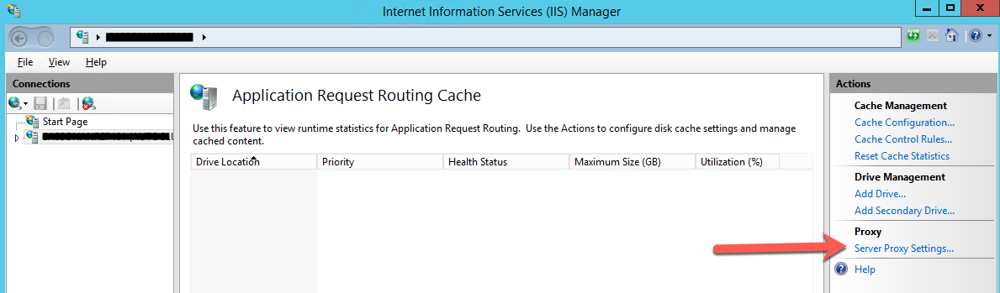 Internet Information Services (IIS) Manager
File View Help
Connections
Start Page
Application Request Routing Cache
Use this feature to view runtime statistics for Application Request Routing. Use the Actions to configure disk cache settings and manage
cached content.
Drive Location Priority Health Status Maximum Size (GB) Utilization (%)
Actions
Cache Management
Cache Configuration...
Cache Control Rules...
Reset Cache Statistics
Drive Management
Add Drive...
Add Secondary Drive...
Proxy
Server Proxy Settings...
Help